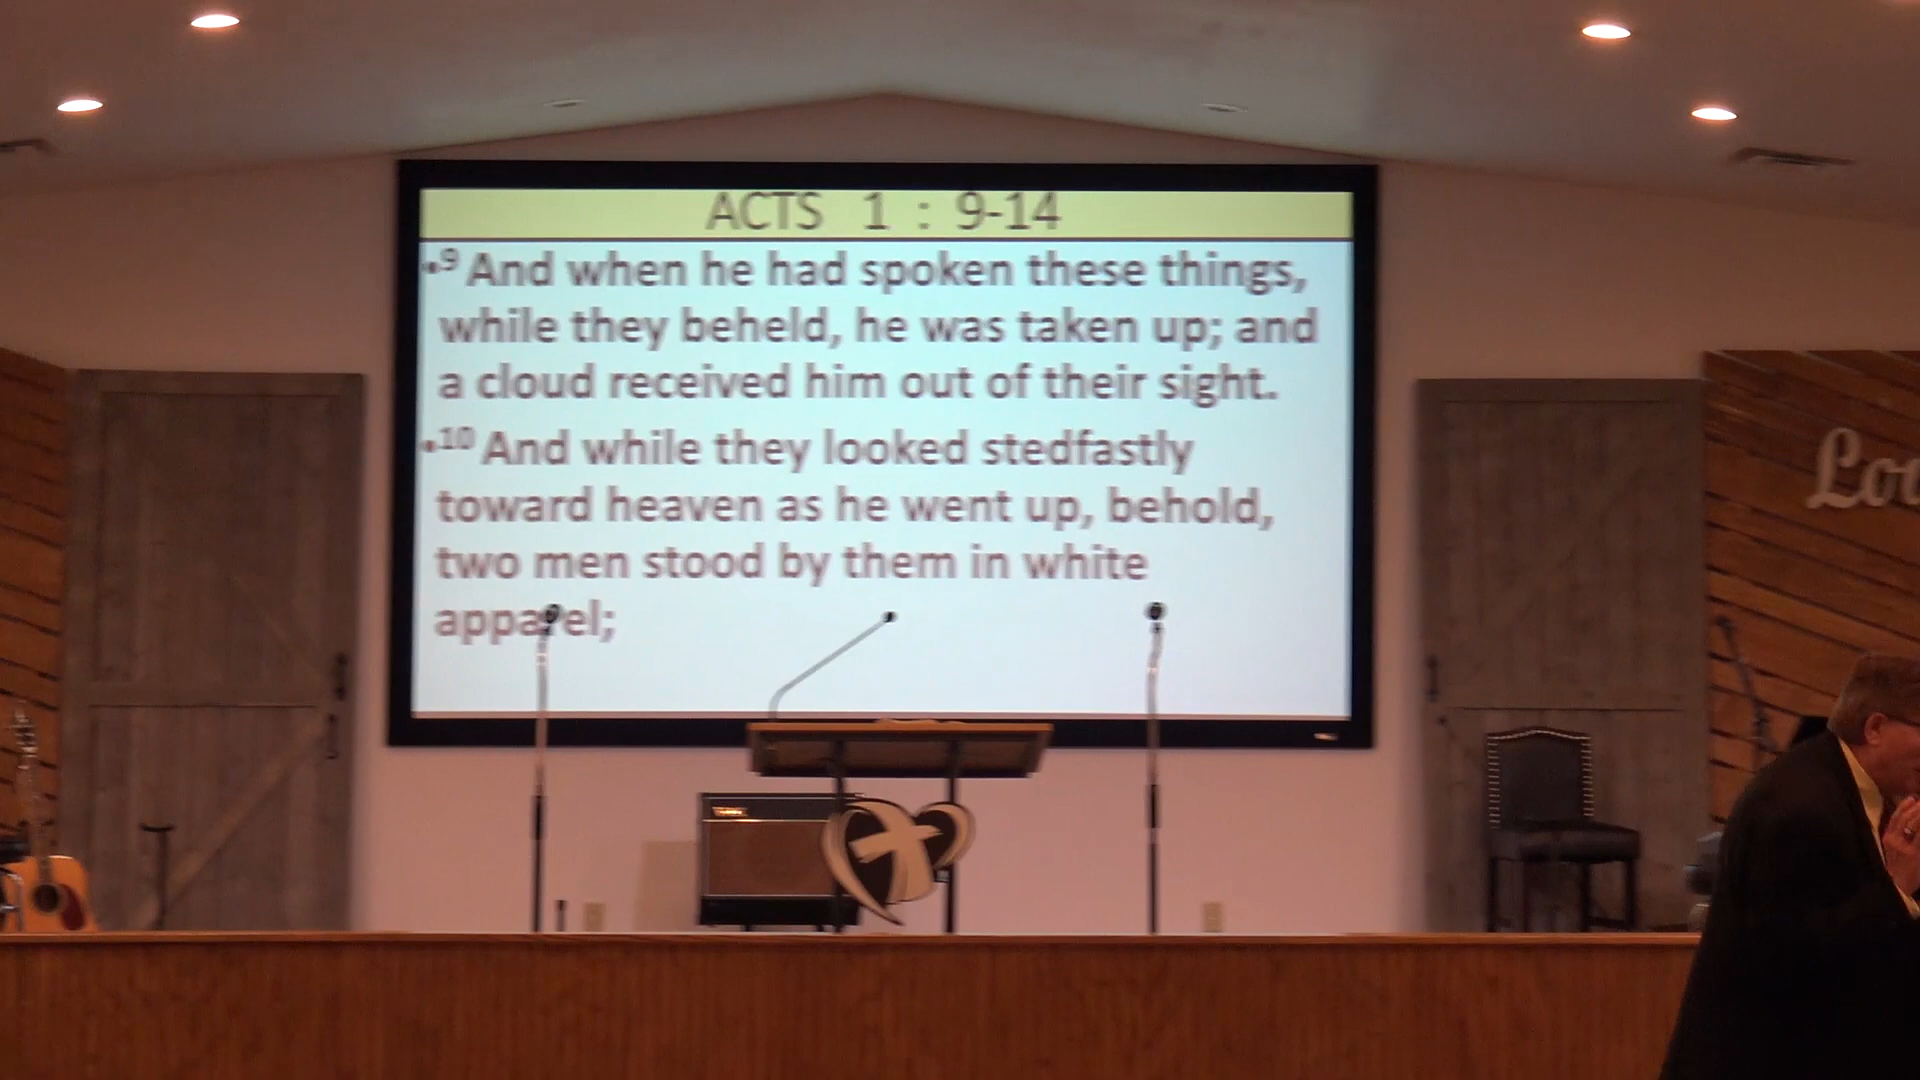 ACTS 1 : 9-14
•9 And when he had spoken these things,
while they beheld, he was taken up; and
a cloud received him out of their sight.
•10 And while they looked stedfastly
toward heaven as he went up, behold,
two men stood by them in white
apparel;